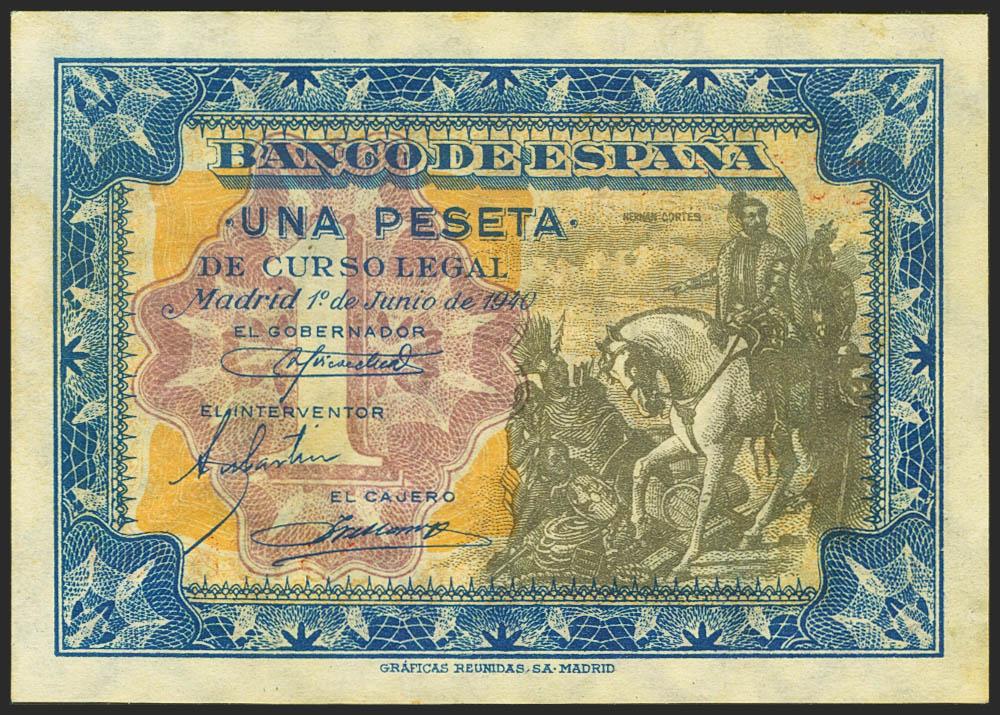 BANCO DE ESPAÑA
·UNA PESETA·
HERNAN-CORTES
DE CURSO LEGAL
Madrid 1º de Junio de 1940
EL GOBERNADOR
EL INTERVENTOR
1
EL CAJERO
GRÁFICAS REUNIDAS, S.A· MADRID